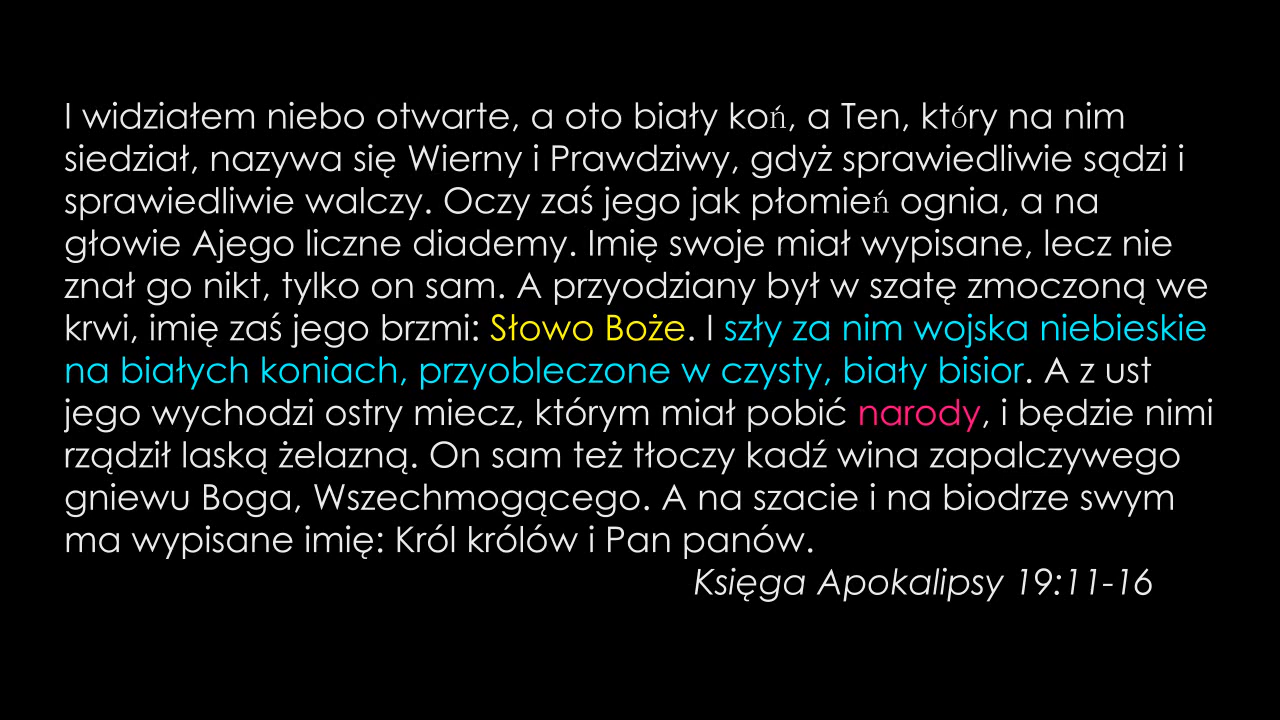 I widziałem niebo otwarte, a oto biały koń, a Ten, który na nim
siedział, nazywa się Wierny i Prawdziwy, gdyż sprawiedliwie sądzi i
sprawiedliwie walczy. Oczy zaś jego jak płomień ognia, a na
głowie Ajego liczne diademy. Imię swoje miał wypisane, lecz nie
znał go nikt, tylko on sam. A przyodziany był w szatę zmoczoną we
krwi, imię zaś jego brzmi: Słowo Boże. I szły za nim wojska niebieskie
na białych koniach, przyobleczone w czysty, biały bisior. A z ust
jego wychodzi ostry miecz, którym miał pobić narody, i będzie nimi
rządził laską żelazną. On sam też tłoczy kadź wina zapalczywego
gniewu Boga, Wszechmogącego. A na szacie i na biodrze swym
ma wypisane imię: Król królów i Pan panów.
Księga Apokalipsy 19:11-16